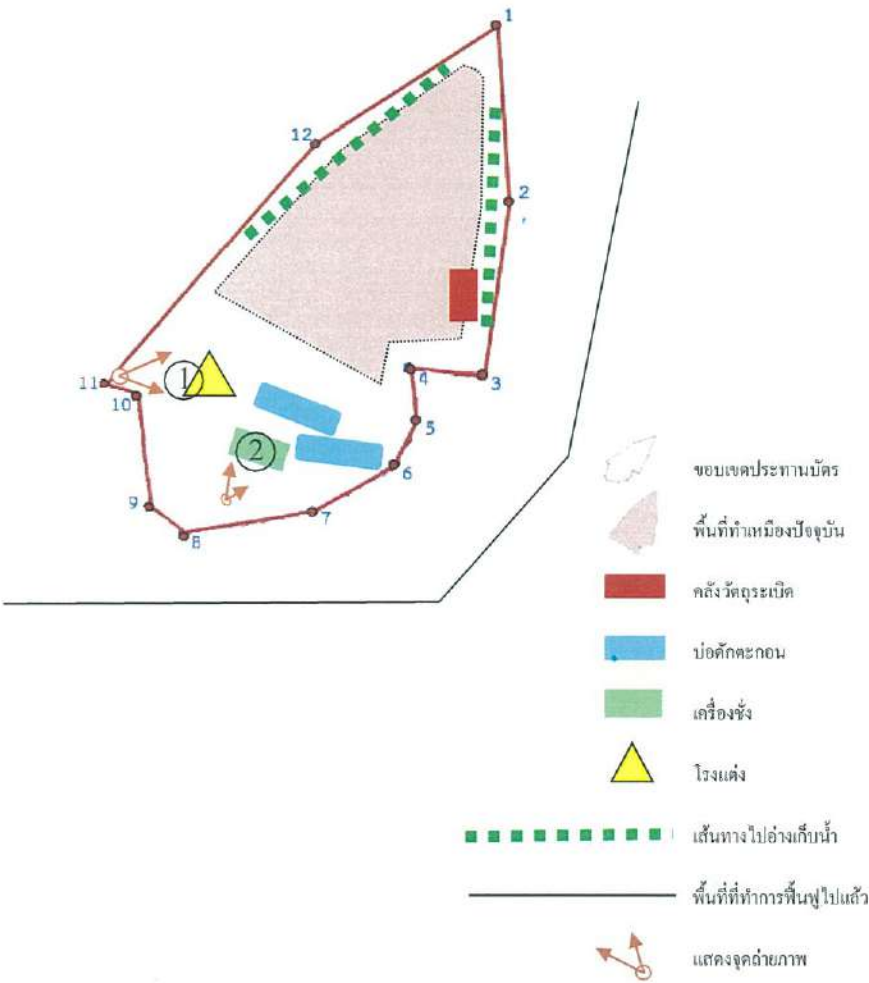 1
12
2
11
1
10
4
3
5
2
6
9
7
8
ขอบเขตประทานบัตร
พื้นที่ทำเหมืองปัจจุบัน
คลังวัตถุระเบิด
บ่อดักตะกอน
เครื่องชั่ง
โรงแต่ง
เส้นทางไปอ่างเก็บน้ำ
พื้นที่ที่ทำการฟื้นฟูไปแล้ว
แสดงจุดถ่ายภาพ